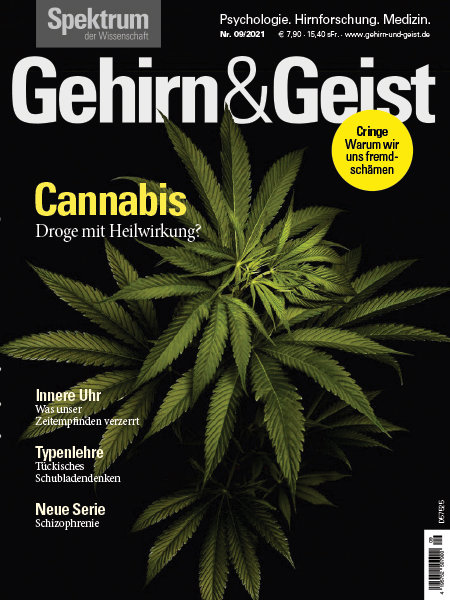 Spektrum
der Wissenschaft
Psychologie. Hirnforschung. Medizin.
Nr. 09/2021 € 7,90 · 15,40 sFr. · www.gehirn-und-geist.de
Gehirn&Geist
Cringe
Warum wir
uns fremd-
schämen
Cannabis
Droge mit Heilwirkung?
Innere Uhr
Was unser
Zeitempfinden verzerrt
Typenlehre
Tückisches
Schubladendenken
Neue Serie
Schizophrenie
D57525
09